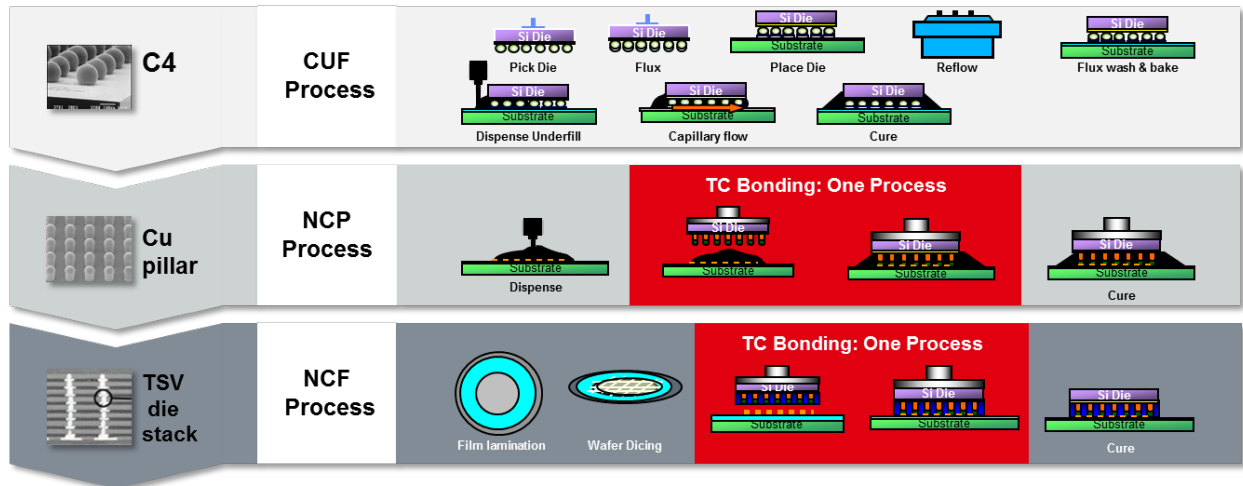 C4
CUF
Process
Si Die
Pick Die
Si Die
Flux
Si Die
Substrate
Place Die
Reflow
Si Die
Substrate
Flux wash & bake
Si Die
Substrate
Dispense Underfill
Si Die
Substrate
Capillary flow
Si Die
Substrate
Cure
Cu
pillar
NCP
Process
Substrate
Dispense
TC Bonding: One Process
Si Die
Substrate
Si Die
Substrate
Si Die
Substrate
Cure
TSV
die
stack
NCF
Process
Film lamination
Wafer Dicing
TC Bonding: One Process
Si Die
Substrate
Si Die
Substrate
Si Die
Substrate
Cure